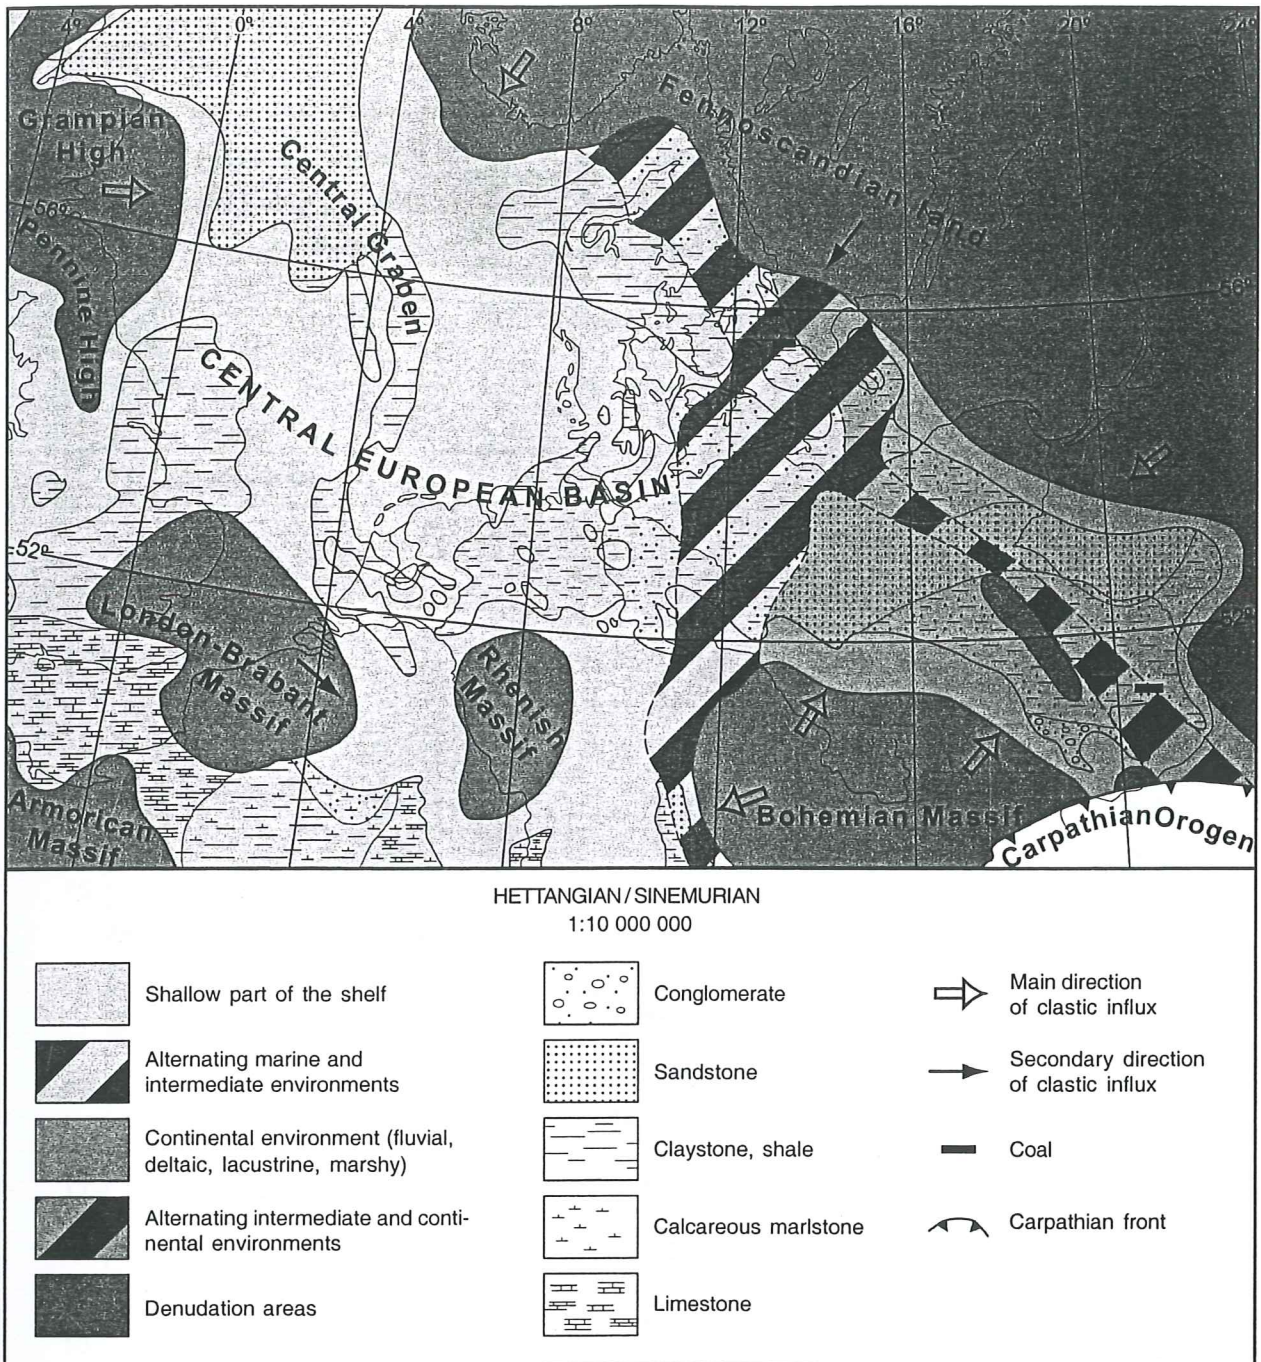 4°
0°
4°
8°
12°
16°
20°
24°
Grampian
High
56°
Pennine High
Central Graben
Fennoscandian land
56°
CENTRAL EUROPEAN BASIN
52°
52°
London-Brabant
Massif
Rhenish
Massif
Armorican
Massif
Bohemian Massif
Carpathian Orogen
HETTANGIAN / SINEMURIAN
1:10 000 000
Shallow part of the shelf
Alternating marine and
intermediate environments
Continental environment (fluvial,
deltaic, lacustrine, marshy)
Alternating intermediate and conti-
nental environments
Denudation areas
Conglomerate
Sandstone
Claystone, shale
Calcareous marlstone
Limestone
Main direction
of clastic influx
Secondary direction
of clastic influx
Coal
Carpathian front